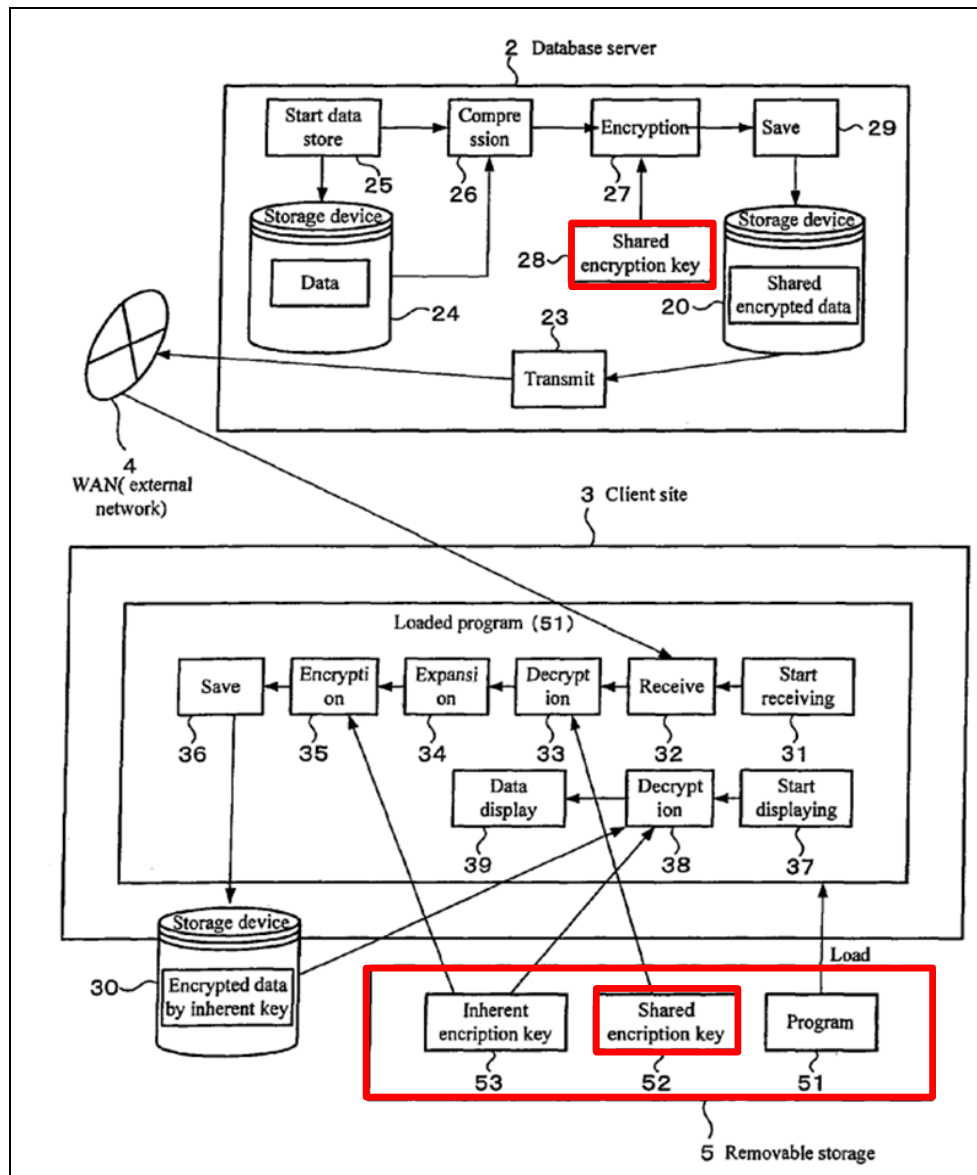 2 Database server
Start data
store
Compre
ssion
Encryption
Save
29
25
26
27
Storage device
Data
24
28
Shared
encryption key
Storage device
Shared
encrypted data
20
23
Transmit
4
WAN( external
network)
3 Client site
Loaded program (51)
Save
Encrypti
on
Expansi
on
Decrypt
ion
Receive
Start
receiving
36
35
34
33
32
31
Data
display
Decrypt
ion
Start
displaying
39
38
37
Storage device
Encrypted data
by inherent key
30
Load
Inherent
encription key
Shared
encription key
Program
53
52
51
5 Removable storage